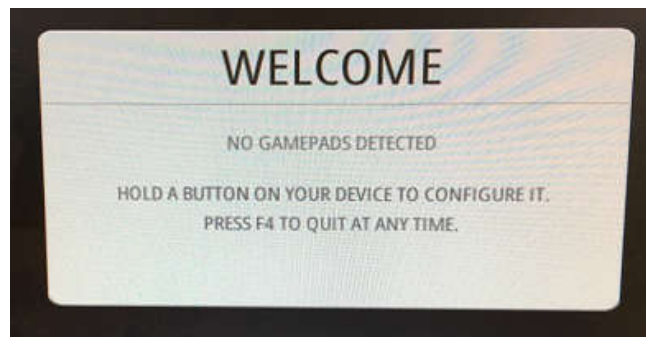 WELCOME
NO GAMEPADS DETECTED
HOLD A BUTTON ON YOUR DEVICE TO CONFIGURE IT.
PRESS F4 TO QUIT AT ANY TIME.